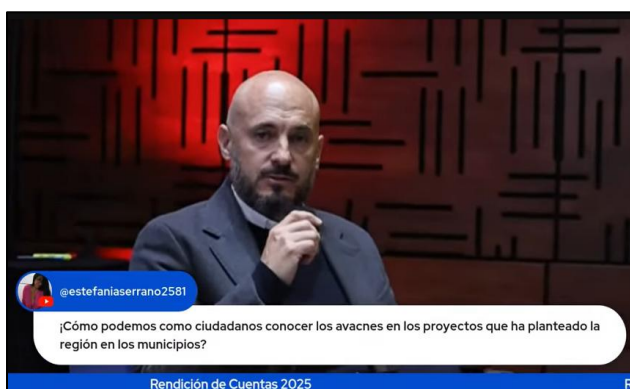 @estefaniaserrano2581
¡Cómo podemos como ciudadanos conocer los avacnes en los proyectos que ha planteado la
región en los municipios?
Rendición de Cuentas 2025
R